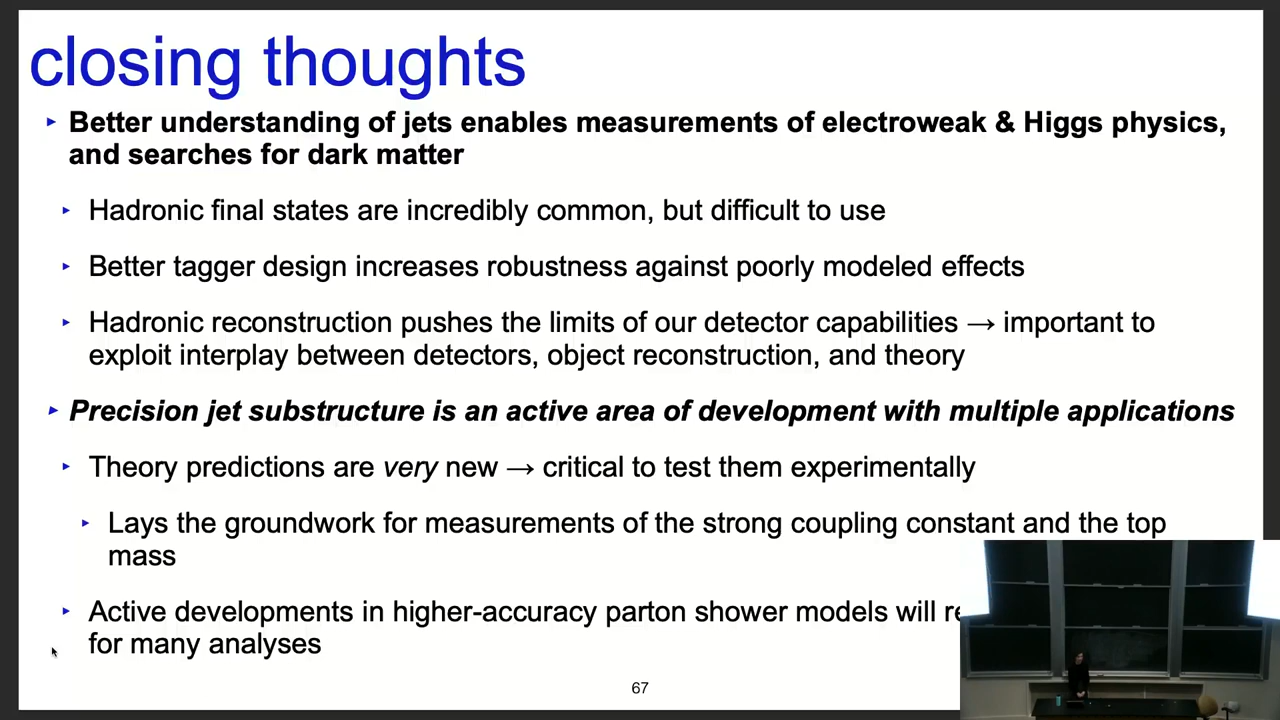 closing thoughts
▸ Better understanding of jets enables measurements of electroweak & Higgs physics,
and searches for dark matter
▸ Hadronic final states are incredibly common, but difficult to use
▸ Better tagger design increases robustness against poorly modeled effects
▸ Hadronic reconstruction pushes the limits of our detector capabilities → important to
exploit interplay between detectors, object reconstruction, and theory
▸ Precision jet substructure is an active area of development with multiple applications
▸ Theory predictions are very new → critical to test them experimentally
▸ Lays the groundwork for measurements of the strong coupling constant and the top
mass
▸ Active developments in higher-accuracy parton shower models will
for many analyses
67